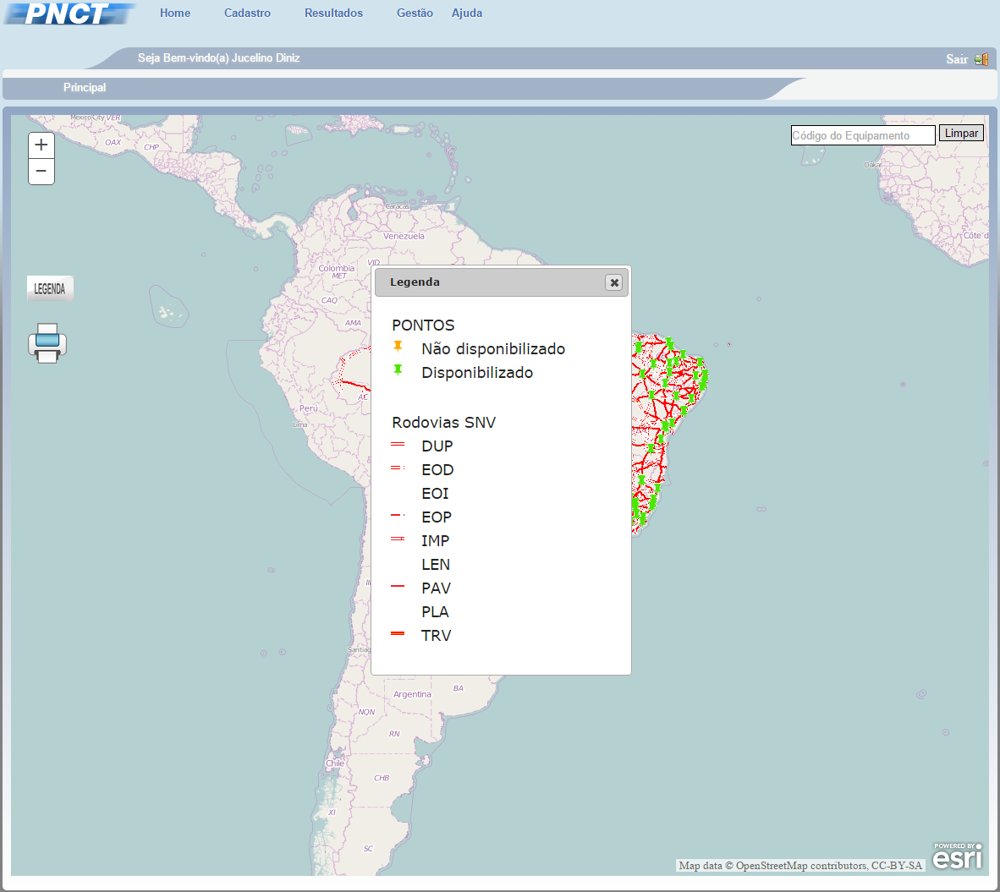 PNCT
Home Cadastro Resultados Gestão Ajuda
Seja Bem-vindo(a) Jucelino Diniz
Sair
Principal
Mexico City
VER
OAX
CHP
+
−
Código do Equipamento
Limpar
Dakar
Caracas
Venezuela
Côte d
VID
Colombia
MET
LEGENDA
CAQ
AMA
Legenda
PONTOS
Não disponibilizado
Disponibilizado
AC
Perú
Lima
Rodovias SNV
DUP
EOD
EOI
EOP
IMP
LEN
PAV
PLA
TRV
Santiag
Argentina
BA
NQN
RN
Chile
CHB
XI
SC
POWERED BY
esri
Map data © OpenStreetMap contributors, CC-BY-SA